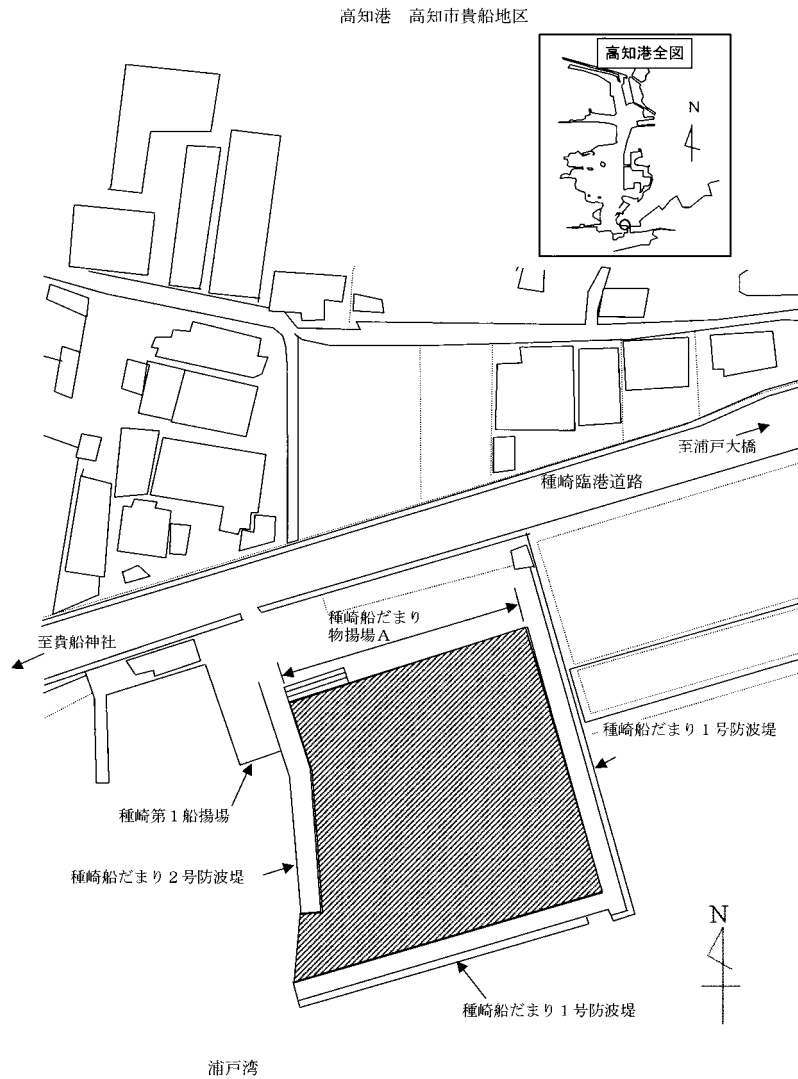 高知港　高知市貴船地区
高知港全図
N
至浦戸大橋
種崎臨港道路
種崎船だまり
物揚場A
至貴船神社
種崎船だまり1号防波堤
種崎第1船揚場
種崎船だまり2号防波堤
N
種崎船だまり1号防波堤
浦戸湾